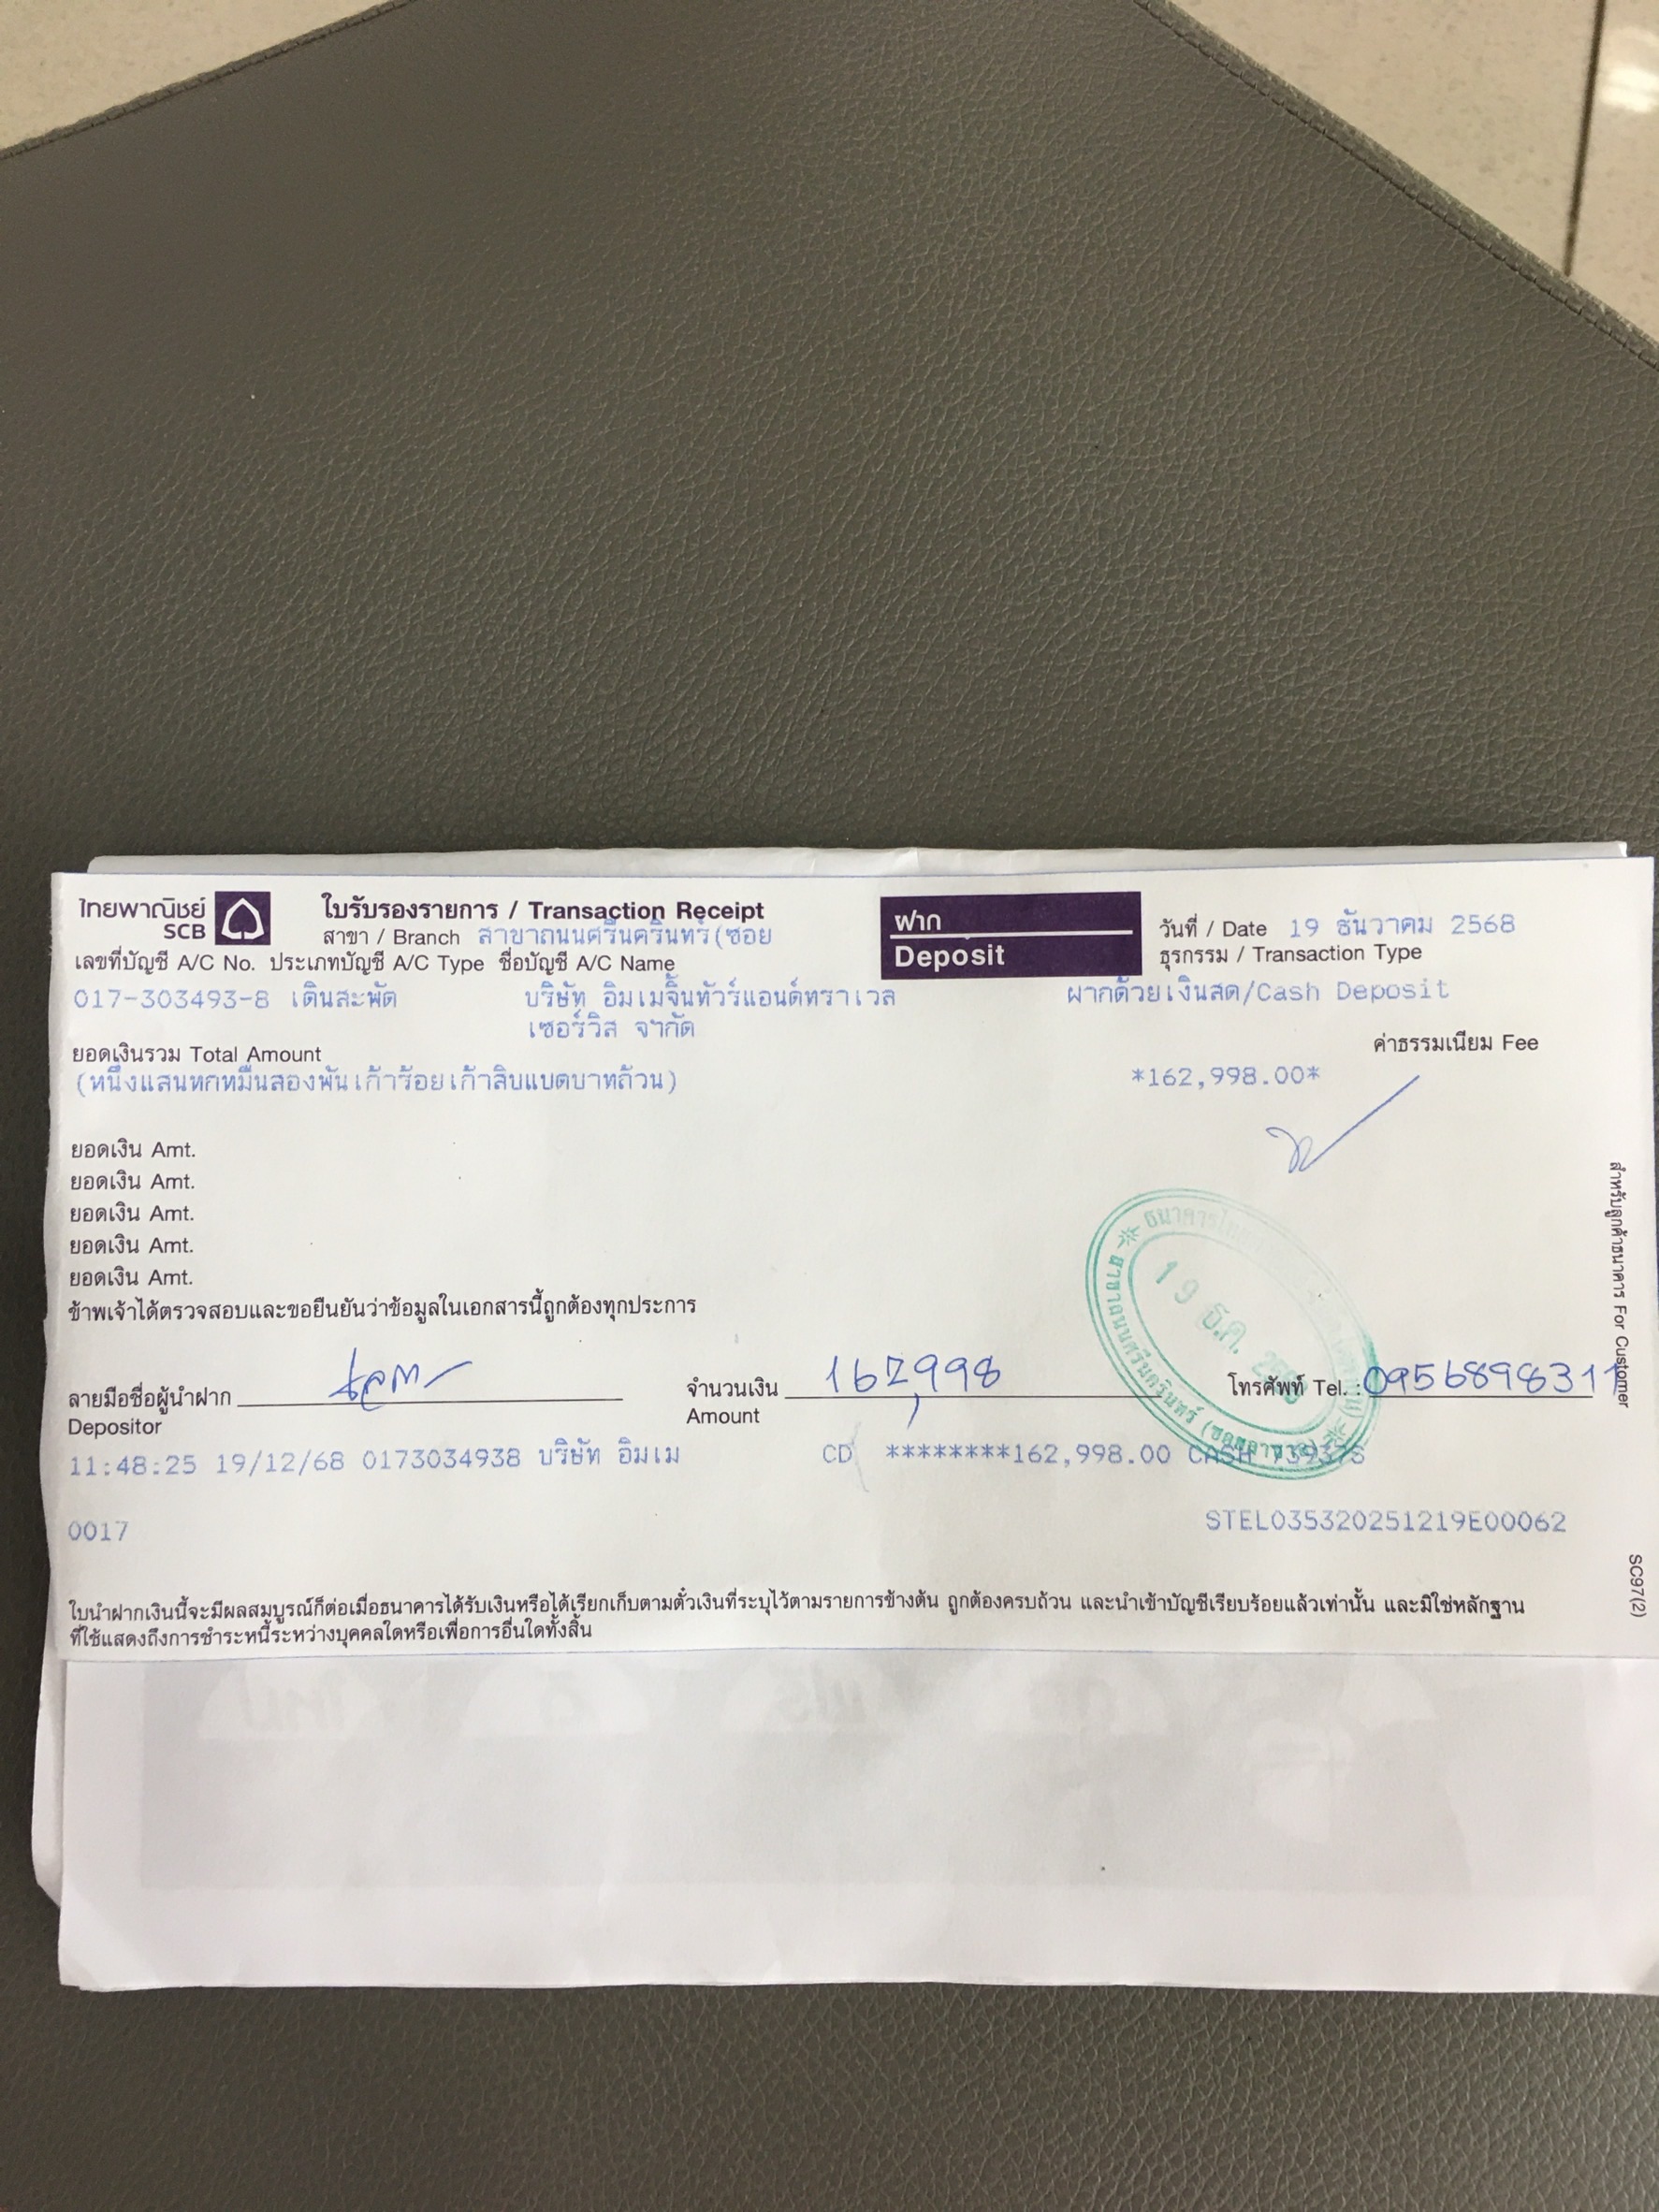 ไทยพาณิชย์
SCB
ใบรับรองรายการ / Transaction Receipt
สาขา / Branch สาขาถนนศรีนครินทร์(ซอย
ฝาก
Deposit
วันที่ / Date 19 ธันวาคม 2568
ธุรกรรม / Transaction Type
เลขที่บัญชี A/C No. ประเภทบัญชี A/C Type ชื่อบัญชี A/C Name
017-303493-8 เดินสะพัด บริษัท อิมเมจิ้นทัวร์แอนด์ทราเวล ฝากด้วยเงินสด/Cash Deposit
เซอร์วิส จำกัด
ยอดเงินรวม Total Amount ค่าธรรมเนียม Fee
(หนึ่งแสนหกหมื่นสองพันเก้าร้อยเก้าสิบแปดบาทถ้วน) *162,998.00*
ยอดเงิน Amt.
ยอดเงิน Amt.
ยอดเงิน Amt.
ยอดเงิน Amt.
ยอดเงิน Amt.
ข้าพเจ้าได้ตรวจสอบและขอยืนยันว่าข้อมูลในเอกสารนี้ถูกต้องทุกประการ
19 ธ.ค.
ลายมือชื่อผู้นำฝาก จำนวนเงิน 162,998 โทรศัพท์ Tel. : 0956898311
Depositor Amount
11:48:25 19/12/68 0173034938 บริษัท อิมเม CD ********162,998.00 CASH 73937S
0017 STEL035320251219E00062
ใบนำฝากเงินนี้จะมีผลสมบูรณ์ก็ต่อเมื่อธนาคารได้รับเงินหรือได้เรียกเก็บตามตั๋วเงินที่ระบุไว้ตามรายการข้างต้น ถูกต้องครบถ้วน และนำเข้าบัญชีเรียบร้อยแล้วเท่านั้น และมิใช่หลักฐาน
ที่ใช้แสดงถึงการชำระหนี้ระหว่างบุคคลใดหรือเพื่อการอื่นใดทั้งสิ้น
สำหรับลูกค้าธนาคาร For Customer
SC97(2)